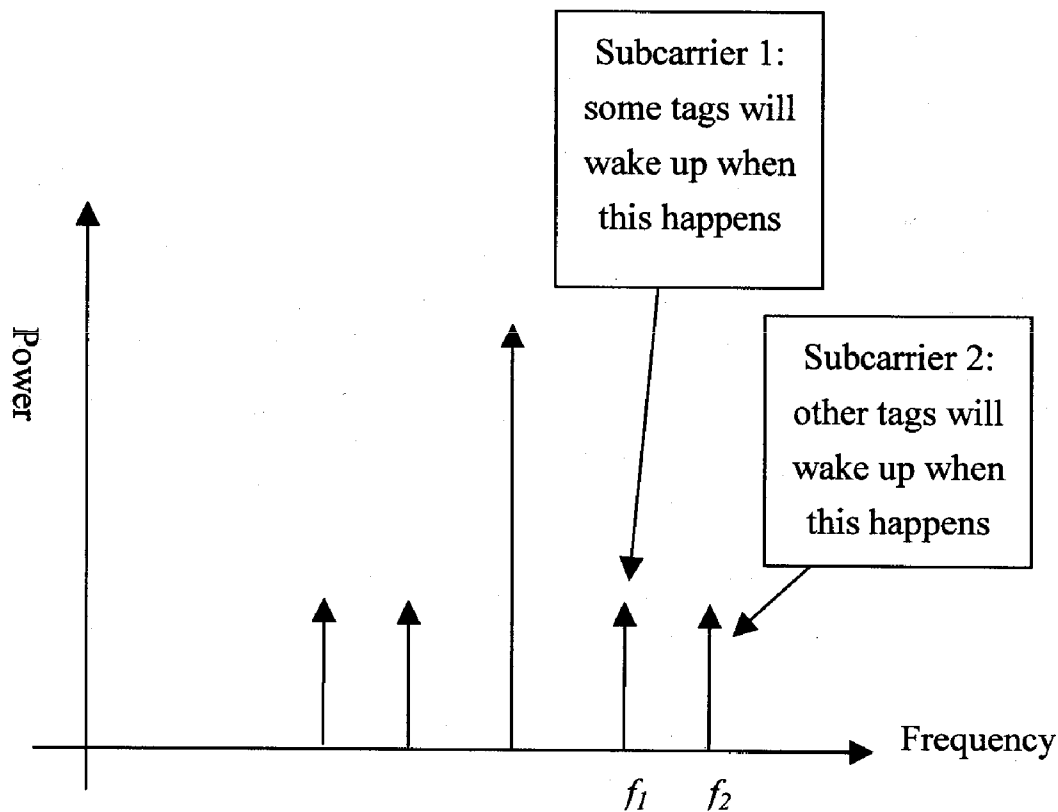 Subcarrier 1:
some tags will
wake up when
this happens
Power
Subcarrier 2:
other tags will
wake up when
this happens
Frequency
f1
f2